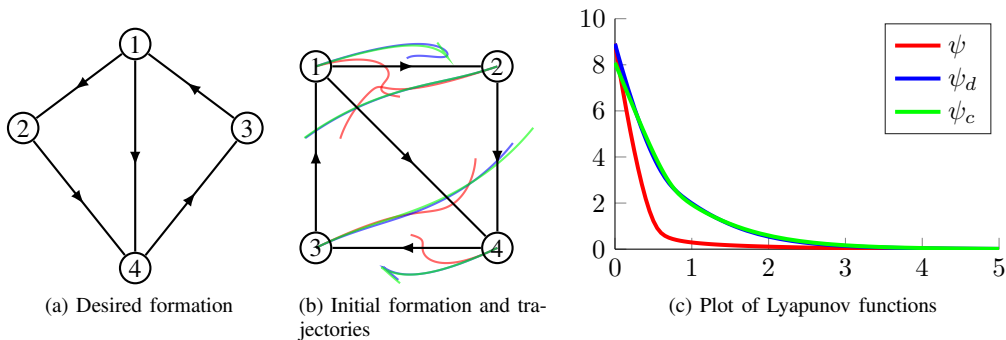 1
2
3
4
(a) Desired formation
1
2
3
4
(b) Initial formation and tra-
jectories
10
8
6
4
2
0
0
1
2
3
4
5
ψ
ψ_d
ψ_c
(c) Plot of Lyapunov functions